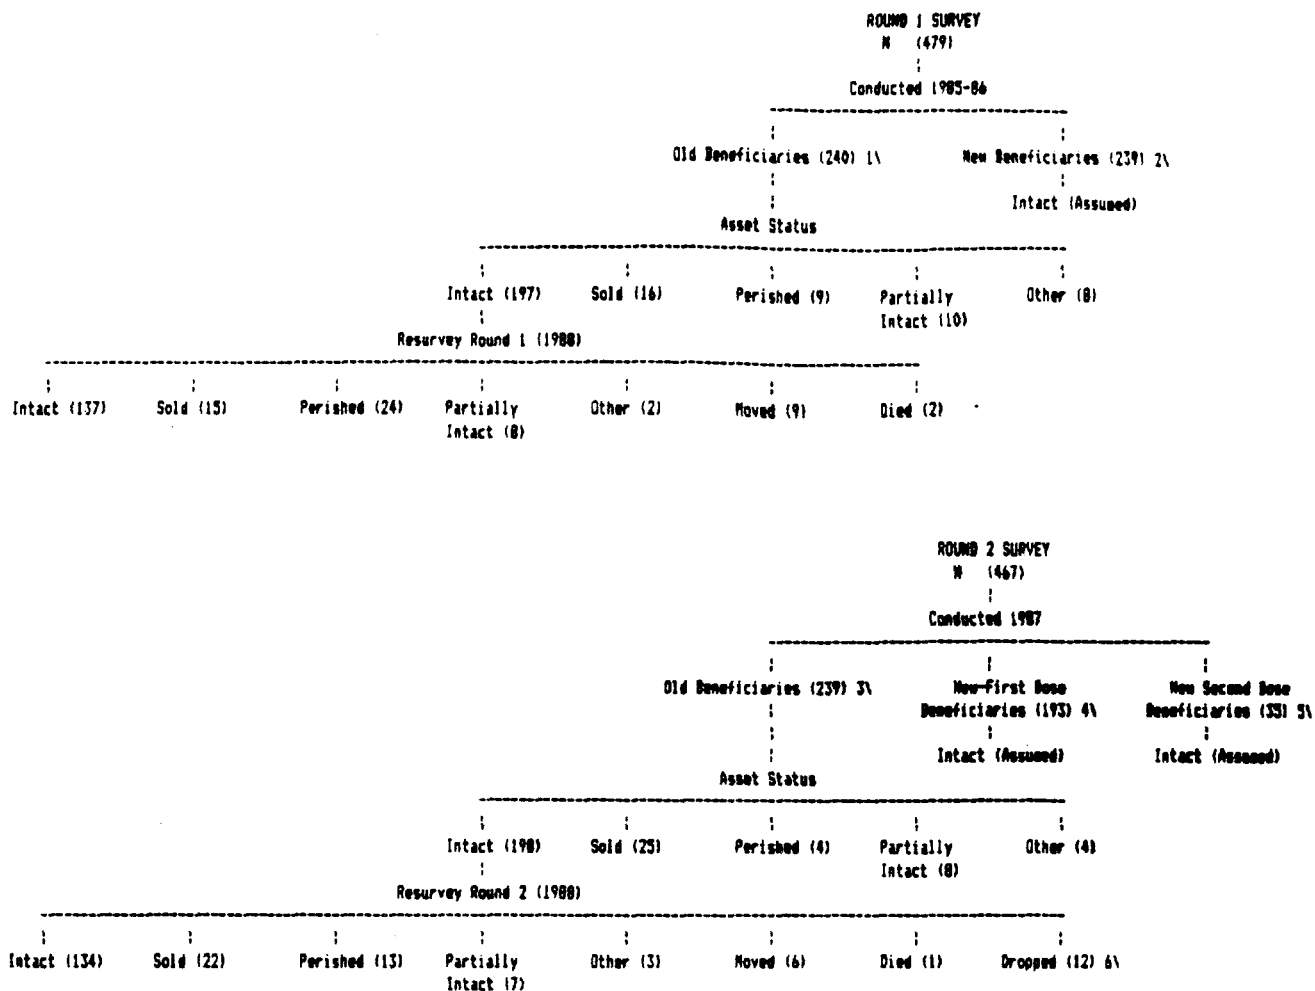 ROUND 1 SURVEY
N (479)
Conducted 1985-86
Old Beneficiaries (240) 1\ New Beneficiaries (239) 2\
Intact (Assumed)
Asset Status
Intact (197) Sold (16) Perished (9) Partially Other (8)
Intact (10)
Resurvey Round 1 (1988)
Intact (137) Sold (15) Perished (24) Partially Other (2) Moved (9) Died (2)
Intact (8)
ROUND 2 SURVEY
N (467)
Conducted 1987
Old Beneficiaries (239) 3\ New First Dose New Second Dose
Beneficiaries (193) 4\ Beneficiaries (35) 5\
Intact (Assumed) Intact (Assumed)
Asset Status
Intact (198) Sold (25) Perished (4) Partially Other (4)
Intact (8)
Resurvey Round 2 (1988)
Intact (134) Sold (22) Perished (13) Partially Other (3) Moved (6) Died (1) Dropped (12) 6\
Intact (7)